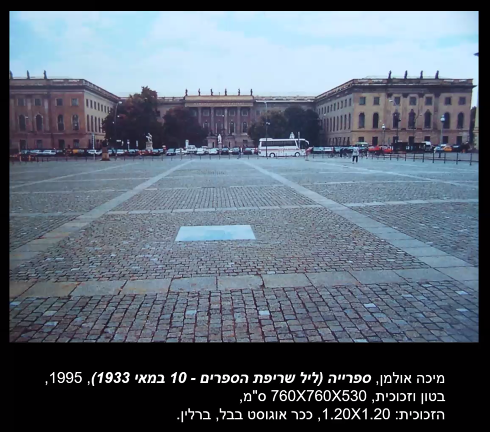 מיכה אולמן, ספרייה (ליל שריפת הספרים - 10 במאי 1933), 1995,
בטון וזכוכית, 760X760X530 ס"מ,
הזכוכית: 1.20X1.20, ככר אוגוסט בבל, ברלין.